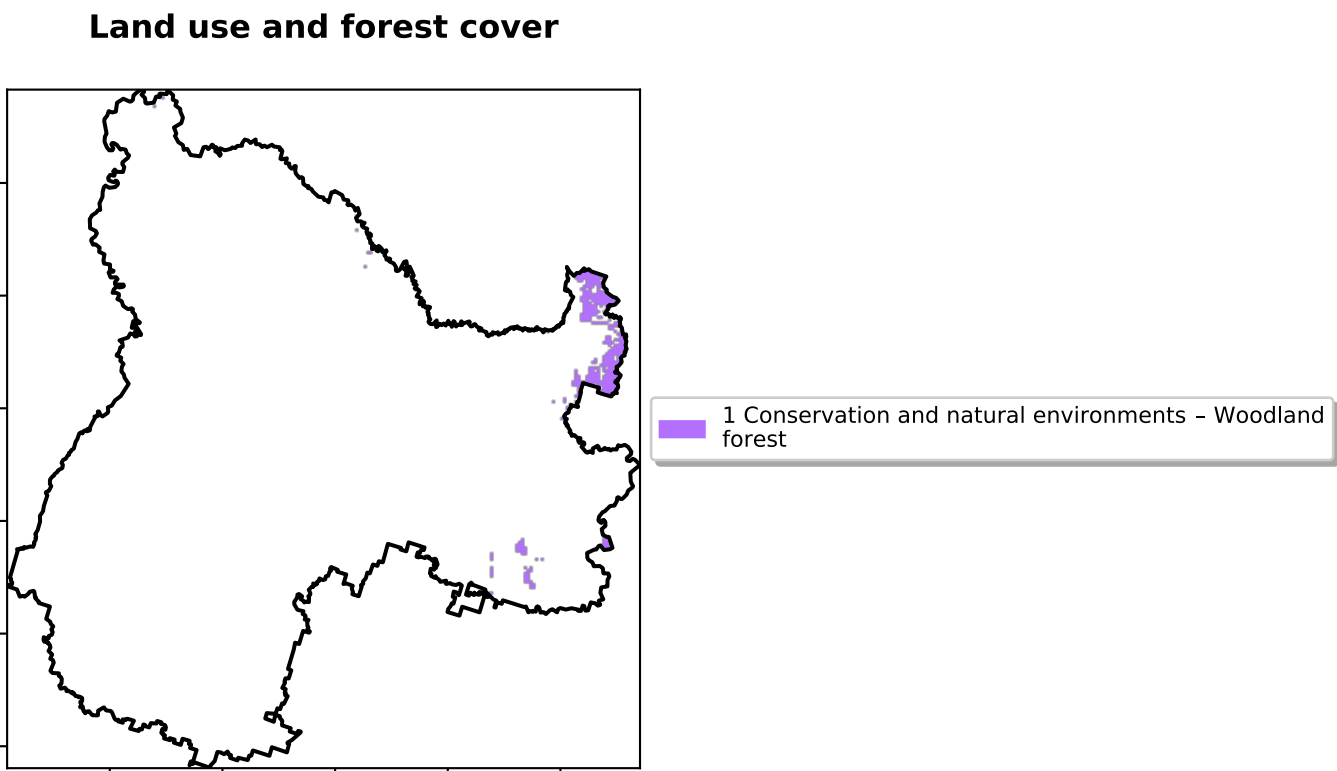 Land use and forest cover
1 Conservation and natural environments – Woodland
forest